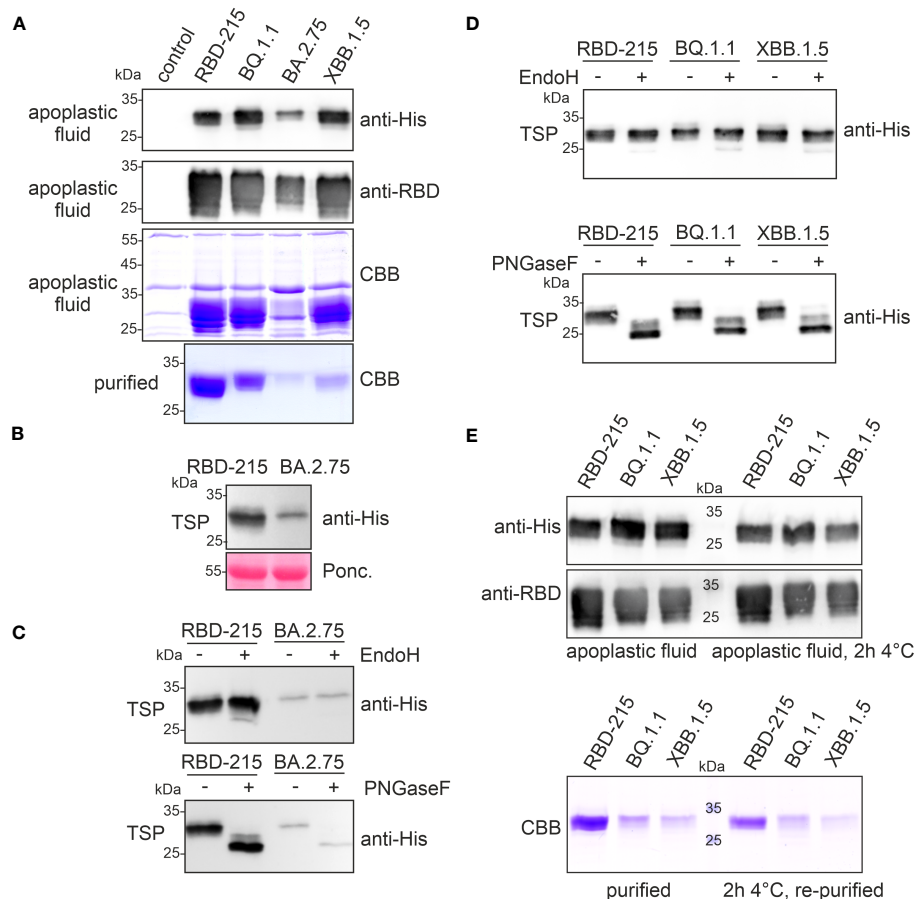 A
kDa control RBD-215 BQ.1.1 BA.2.75 XBB.1.5
apoplastic fluid 35- 25- anti-His
apoplastic fluid 35- 25- anti-RBD
apoplastic fluid 55- 45- 35- 25- CBB
purified 35- 25- CBB
B
RBD-215 BA.2.75
kDa
TSP 35- 25- anti-His
55- Ponc.
C
RBD-215 BA.2.75
kDa - + - + EndoH
TSP 35- 25- anti-His
RBD-215 BA.2.75
kDa - + - + PNGaseF
TSP 35- 25- anti-His
D
RBD-215 BQ.1.1 XBB.1.5
EndoH - + - + - +
kDa
TSP 35- 25- anti-His
RBD-215 BQ.1.1 XBB.1.5
PNGaseF - + - + - +
kDa
TSP 35- 25- anti-His
E
RBD-215 BQ.1.1 XBB.1.5 kDa RBD-215 BQ.1.1 XBB.1.5
anti-His 35 25
anti-RBD 35 25
apoplastic fluid apoplastic fluid, 2h 4°C
RBD-215 BQ.1.1 XBB.1.5 kDa RBD-215 BQ.1.1 XBB.1.5
CBB 35 25
purified 2h 4°C, re-purified